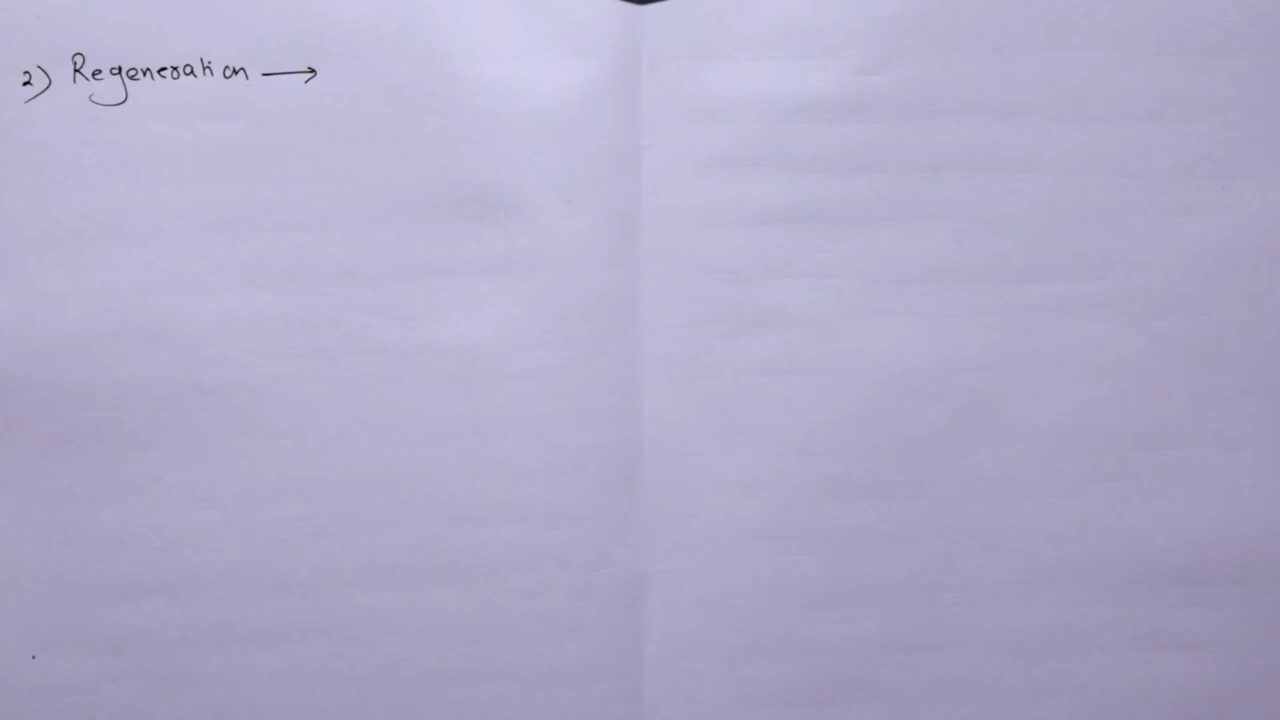 2) Regeneration →